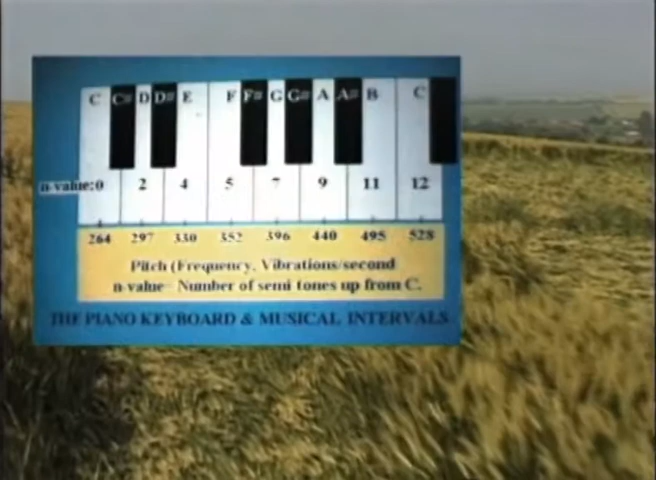 C C# D D# E F F# G G# A A# B C
n-value:0 2 4 5 7 9 11 12
264 297 330 352 396 440 495 528
Pitch (Frequency, Vibrations/second
n-value= Number of semi tones up from C.
THE PIANO KEYBOARD & MUSICAL INTERVALS